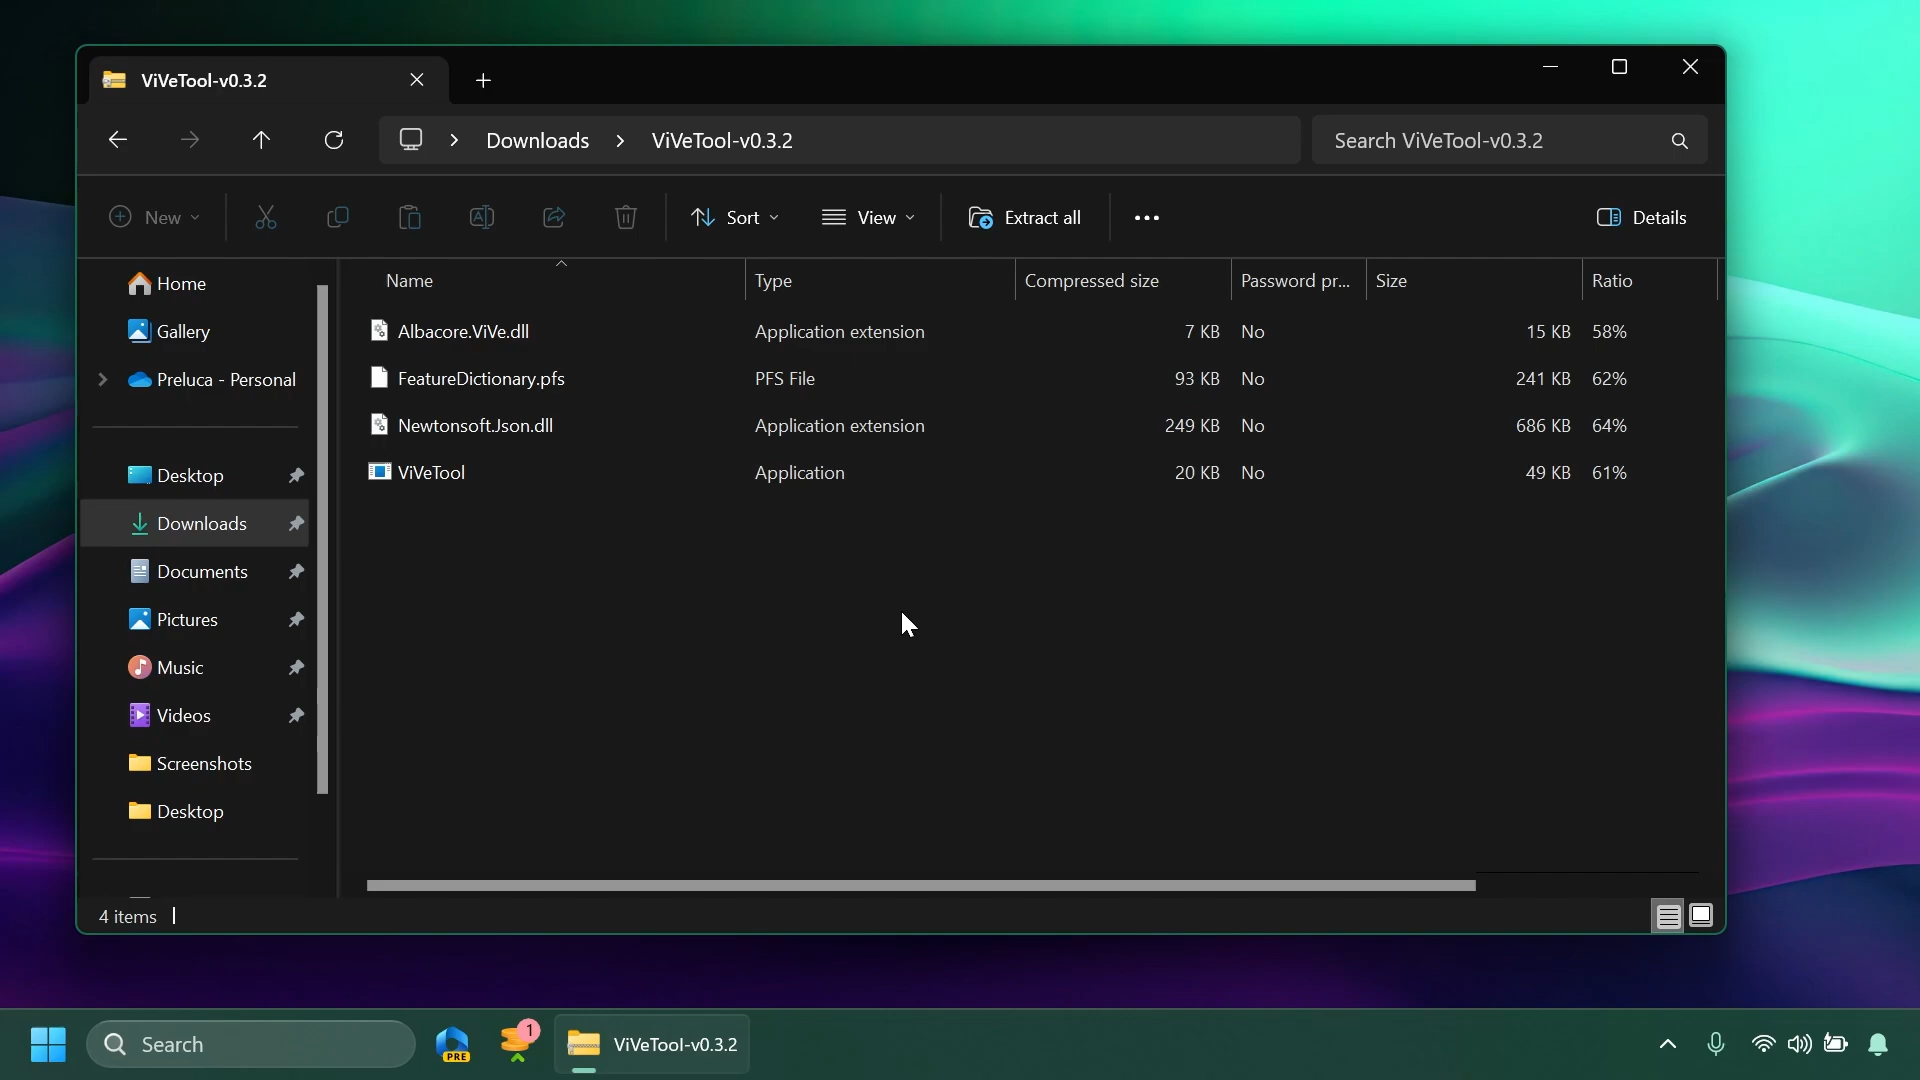 ViVeTool-v0.3.2
Downloads ViVeTool-v0.3.2 Search ViVeTool-v0.3.2
New Sort View Extract all Details
Home
Gallery
Preluca - Personal
Desktop
Downloads
Documents
Pictures
Music
Videos
Screenshots
Desktop
Name Type Compressed size Password pr... Size Ratio
Albacore.ViVe.dll Application extension 7 KB No 15 KB 58%
FeatureDictionary.pfs PFS File 93 KB No 241 KB 62%
Newtonsoft.Json.dll Application extension 249 KB No 686 KB 64%
ViVeTool Application 20 KB No 49 KB 61%
4 items
Search PRE 1 ViVeTool-v0.3.2